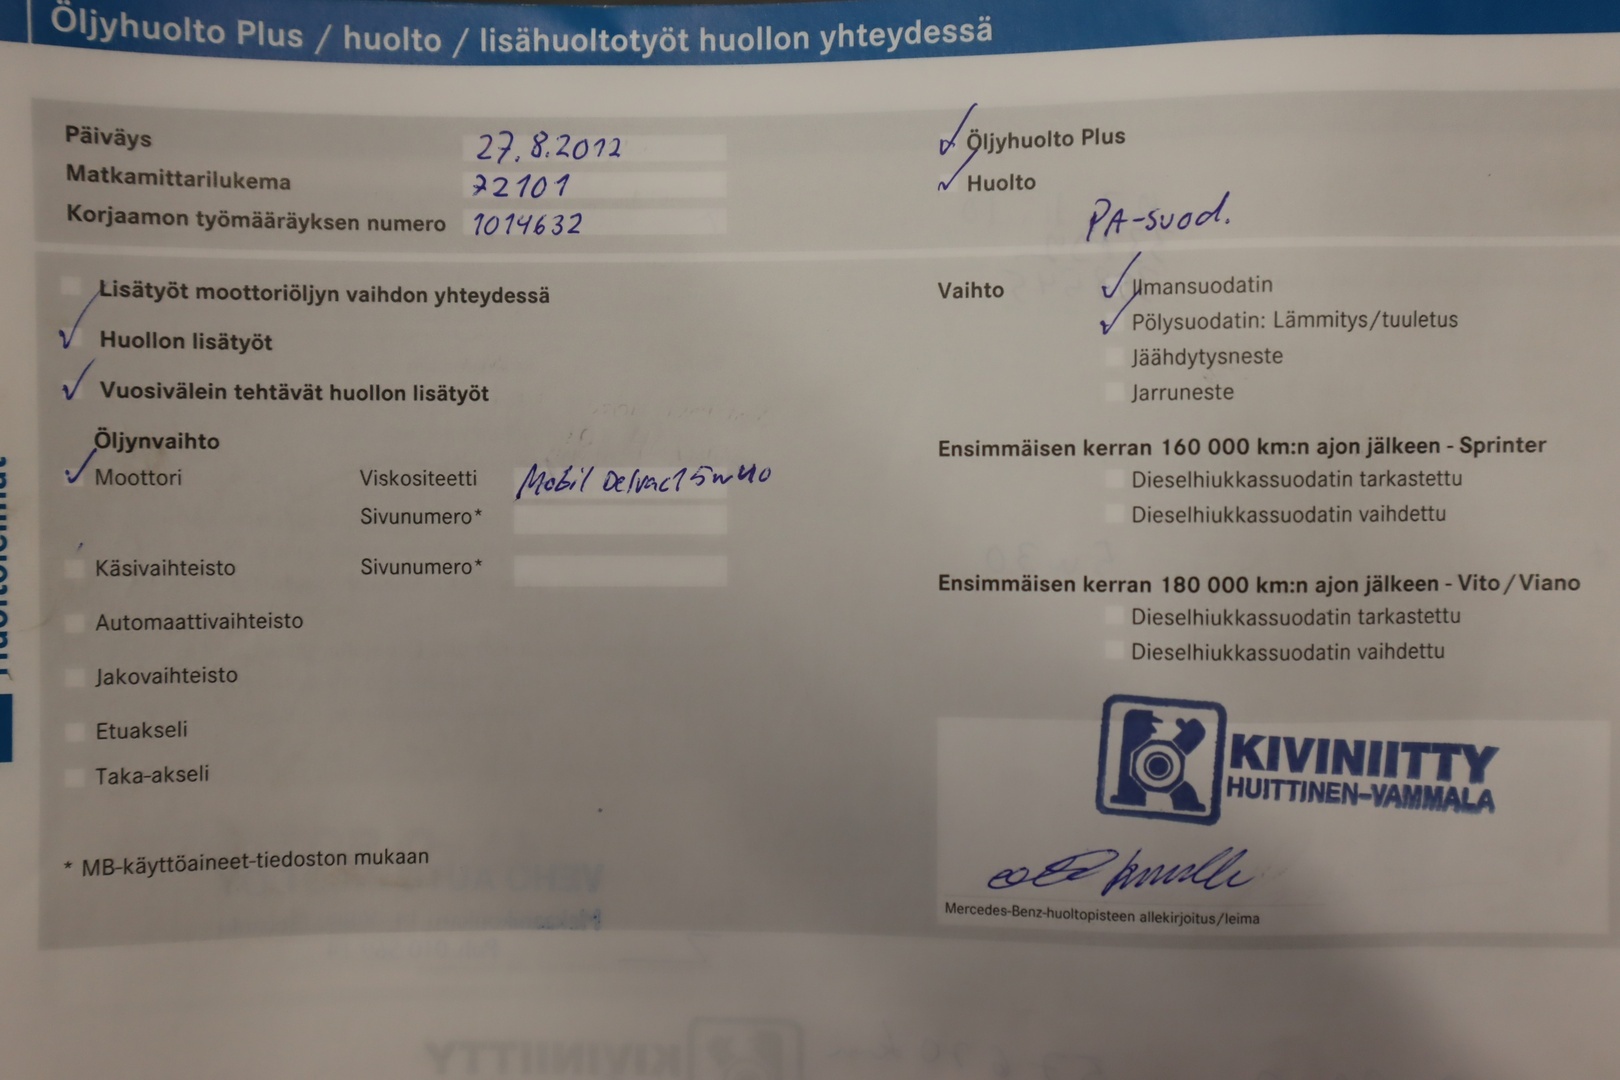 Öljyhuolto Plus / huolto / lisähuoltotyöt huollon yhteydessä
Päiväys 27.8.2012
Matkamittarilukema 72101
Korjaamon työmääräyksen numero 1014632
Öljyhuolto Plus
Huolto
PA-suod.
Lisätyöt moottoriöljyn vaihdon yhteydessä
Huollon lisätyöt
Vuosivälein tehtävät huollon lisätyöt
Öljynvaihto
Moottori Viskositeetti Mobil Delvac 15w40
Sivunumero*
Käsivaihteisto Sivunumero*
Automaattivaihteisto
Jakovaihteisto
Etuakseli
Taka-akseli
* MB-käyttöaineet-tiedoston mukaan
Vaihto Ilmansuodatin
Pölysuodatin: Lämmitys/tuuletus
Jäähdytysneste
Jarruneste
Ensimmäisen kerran 160 000 km:n ajon jälkeen - Sprinter
Dieselhiukkassuodatin tarkastettu
Dieselhiukkassuodatin vaihdettu
Ensimmäisen kerran 180 000 km:n ajon jälkeen - Vito / Viano
Dieselhiukkassuodatin tarkastettu
Dieselhiukkassuodatin vaihdettu
KIVINIITTY
HUITTINEN-VAMMALA
Mercedes-Benz-huoltopisteen allekirjoitus/leima